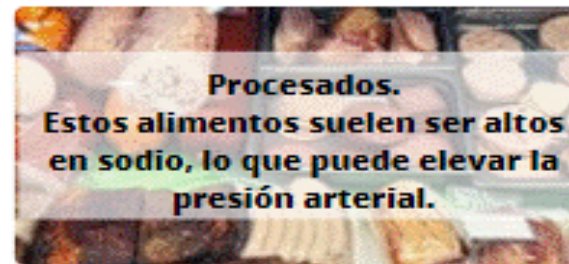 Procesados.
Estos alimentos suelen ser altos
en sodio, lo que puede elevar la
presión arterial.